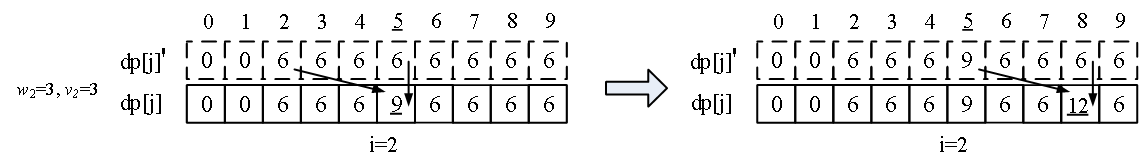 0 1 2 3 4 5 6 7 8 9
dp[j]' 0 0 6 6 6 6 6 6 6 6
w2=3, v2=3
dp[j] 0 0 6 6 6 9 6 6 6 6
i=2
0 1 2 3 4 5 6 7 8 9
dp[j]' 0 0 6 6 6 9 6 6 6 6
dp[j] 0 0 6 6 6 9 6 6 12 6
i=2